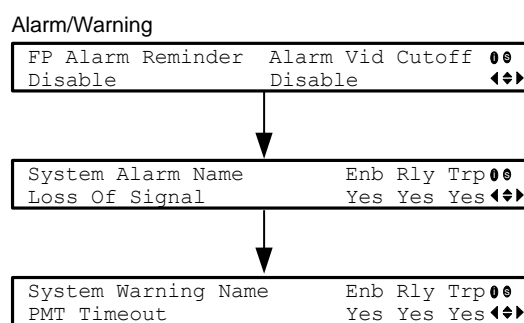 Alarm/Warning
FP Alarm Reminder Alarm Vid Cutoff
Disable Disable
System Alarm Name Enb Rly Trp
Loss Of Signal Yes Yes Yes
System Warning Name Enb Rly Trp
PMT Timeout Yes Yes Yes